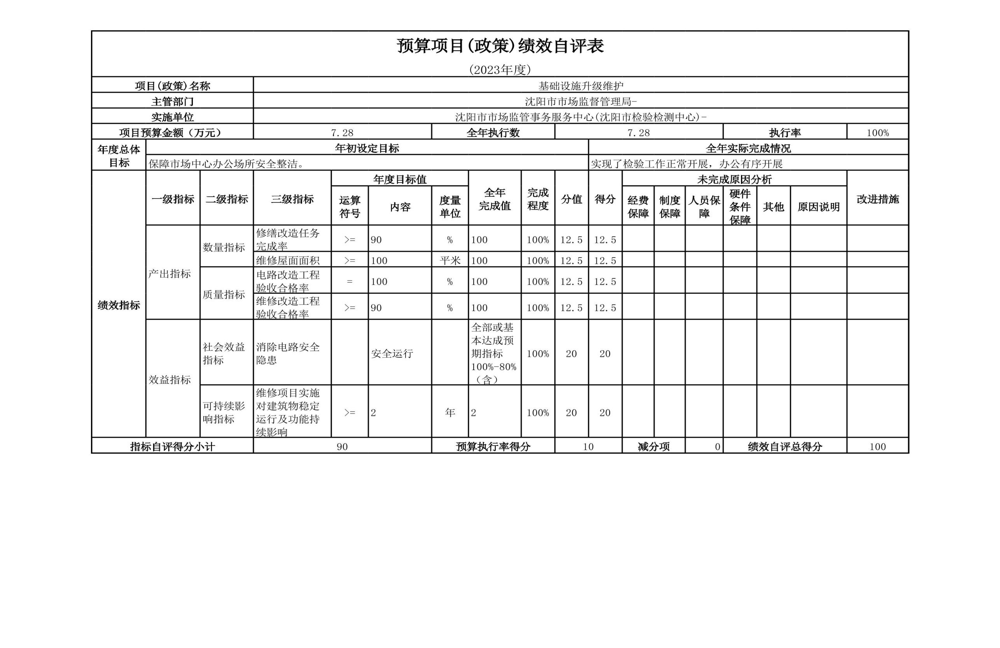 预算项目(政策)绩效自评表
(2023年度)
项目(政策)名称 基础设施升级维护
主管部门 沈阳市市场监督管理局-
实施单位 沈阳市市场监管事务服务中心(沈阳市检验检测中心)-
项目预算金额（万元） 7.28 全年执行数 7.28 执行率 100%
年度总体
目标
年初设定目标 全年实际完成情况
保障市场中心办公场所安全整洁。 实现了检验工作正常开展，办公有序开展
绩效指标
一级指标 二级指标 三级指标
年度目标值
运算
符号
内容
度量
单位
全年
完成值
完成
程度
分值 得分
未完成原因分析
经费
保障
制度
保障
人员保
障
硬件
条件
保障
其他 原因说明
改进措施
产出指标
数量指标
修缮改造任务
完成率
>= 90 % 100 100% 12.5 12.5
维修屋面面积 >= 100 平米 100 100% 12.5 12.5
质量指标
电路改造工程
验收合格率
= 100 % 100 100% 12.5 12.5
维修改造工程
验收合格率
>= 90 % 100 100% 12.5 12.5
效益指标
社会效益
指标
消除电路安全
隐患
安全运行
全部或基
本达成预
期指标
100%-80%
（含）
100% 20 20
可持续影
响指标
维修项目实施
对建筑物稳定
运行及功能持
续影响
>= 2 年 2 100% 20 20
指标自评得分小计 90 预算执行率得分 10 减分项 0 绩效自评总得分 100